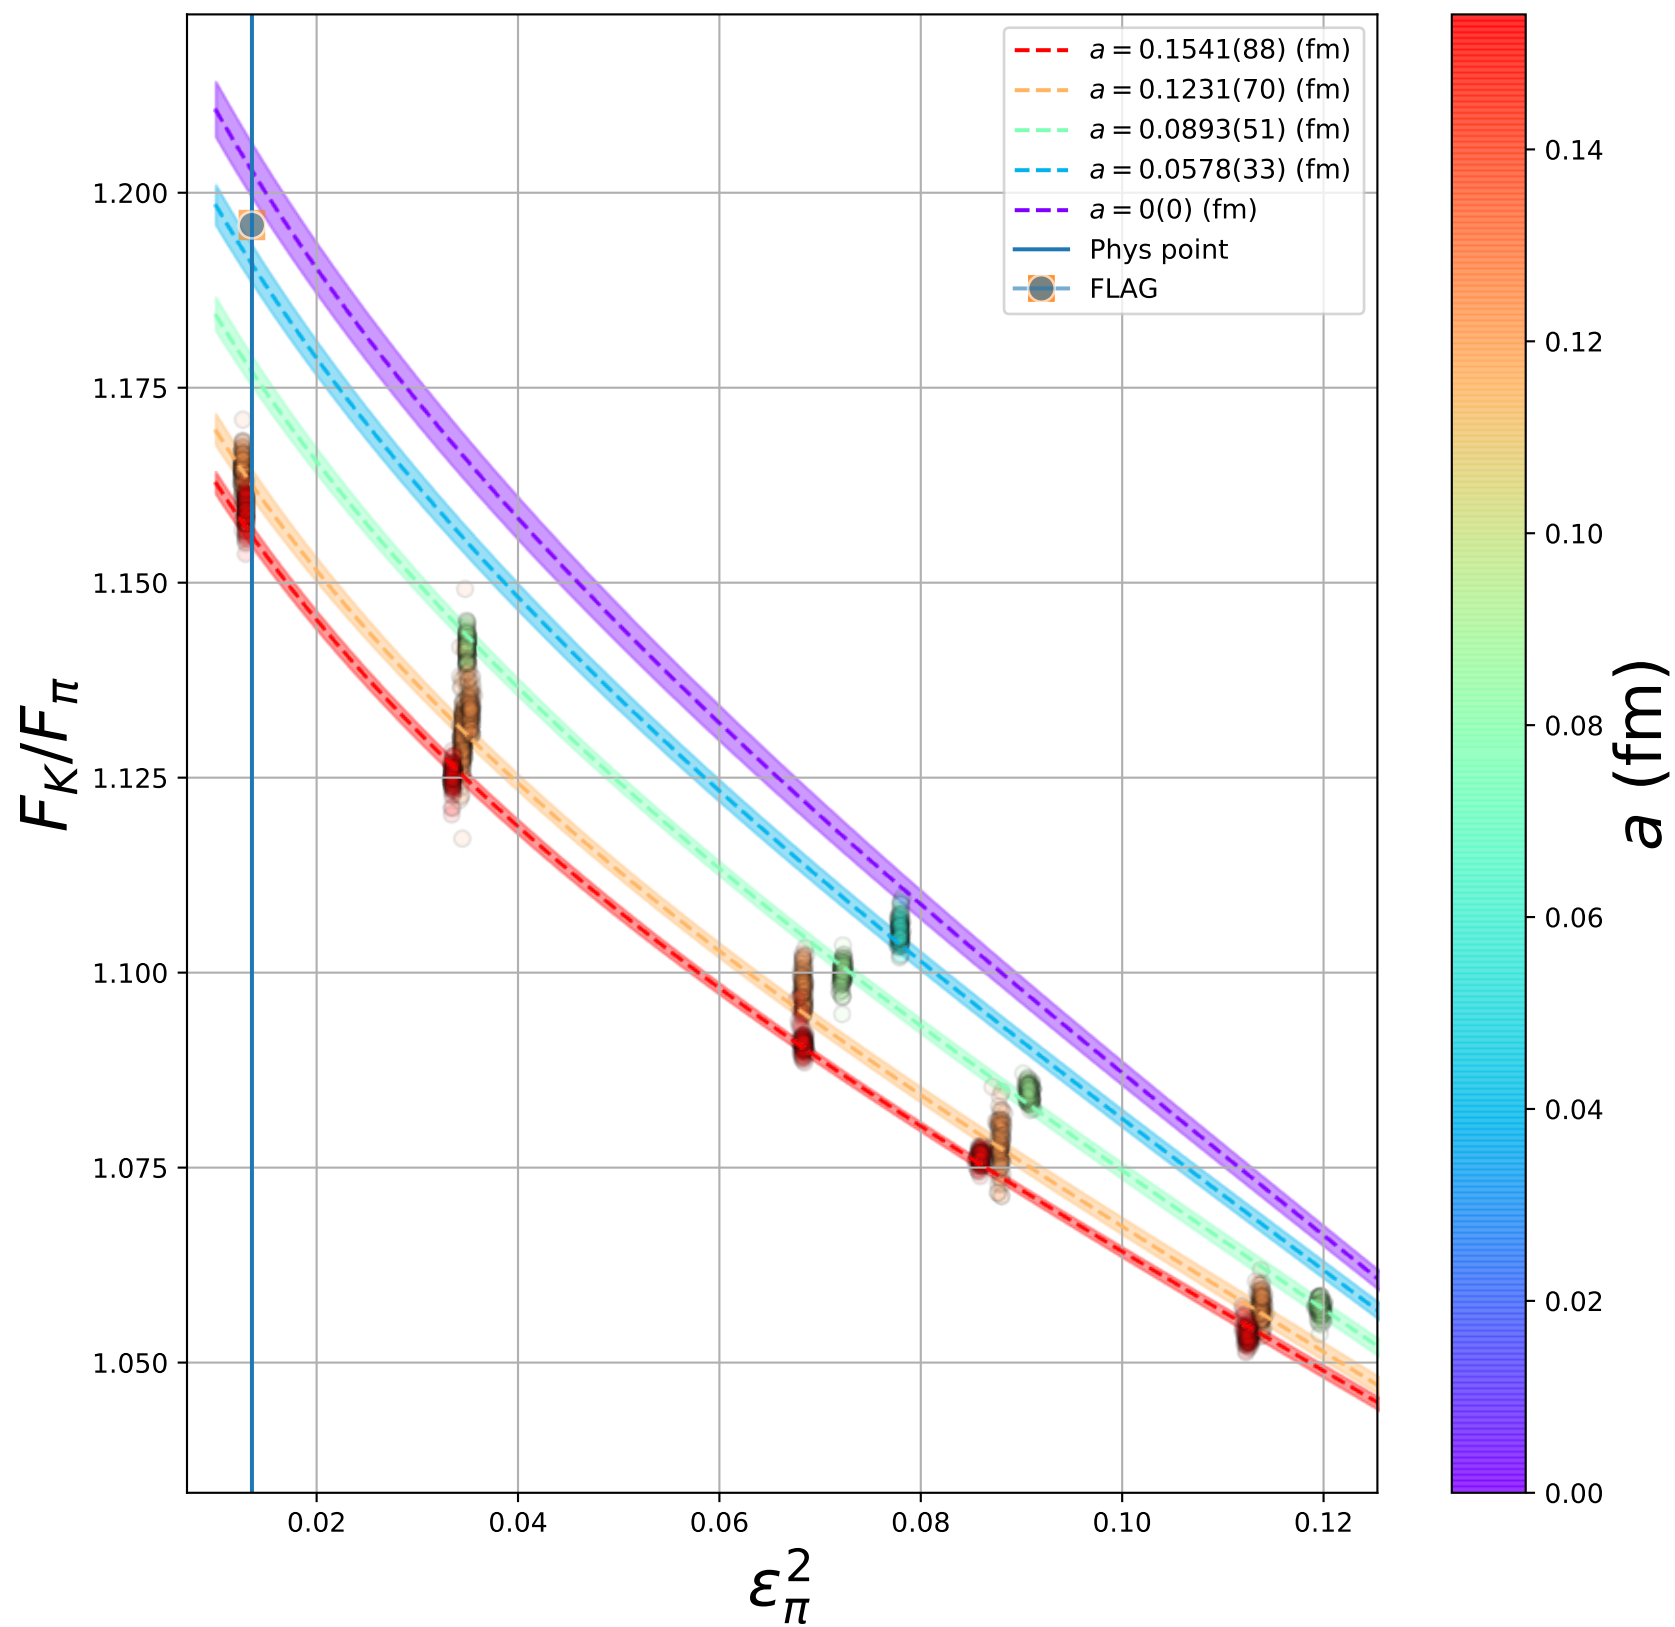 a = 0.1541(88) (fm)
a = 0.1231(70) (fm)
a = 0.0893(51) (fm)
a = 0.0578(33) (fm)
a = 0(0) (fm)
Phys point
FLAG
1.200
1.175
1.150
1.125
1.100
1.075
1.050
F_K/F_π
0.02 0.04 0.06 0.08 0.10 0.12
ε_π^2
0.14
0.12
0.10
0.08
0.06
0.04
0.02
0.00
a (fm)